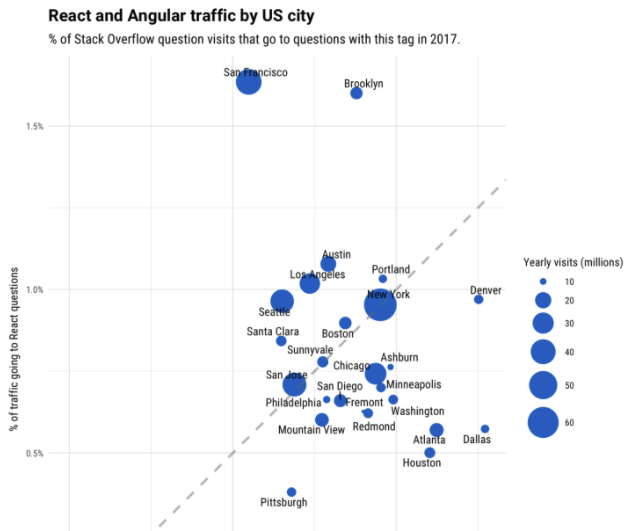 React and Angular traffic by US city
% of Stack Overflow question visits that go to questions with this tag in 2017.
San Francisco
Brooklyn
1.5%
Austin
Los Angeles
Portland
Yearly visits (millions)
10
1.0%
New York
Denver
20
Seattle
30
Santa Clara
Boston
Sunnyvale
40
Chicago
Ashburn
San Jose
San Diego
Minneapolis
50
Philadelphia
Fremont
Washington
60
Mountain View
Redmond
Atlanta
Dallas
0.5%
Houston
Pittsburgh
% of traffic going to React questions